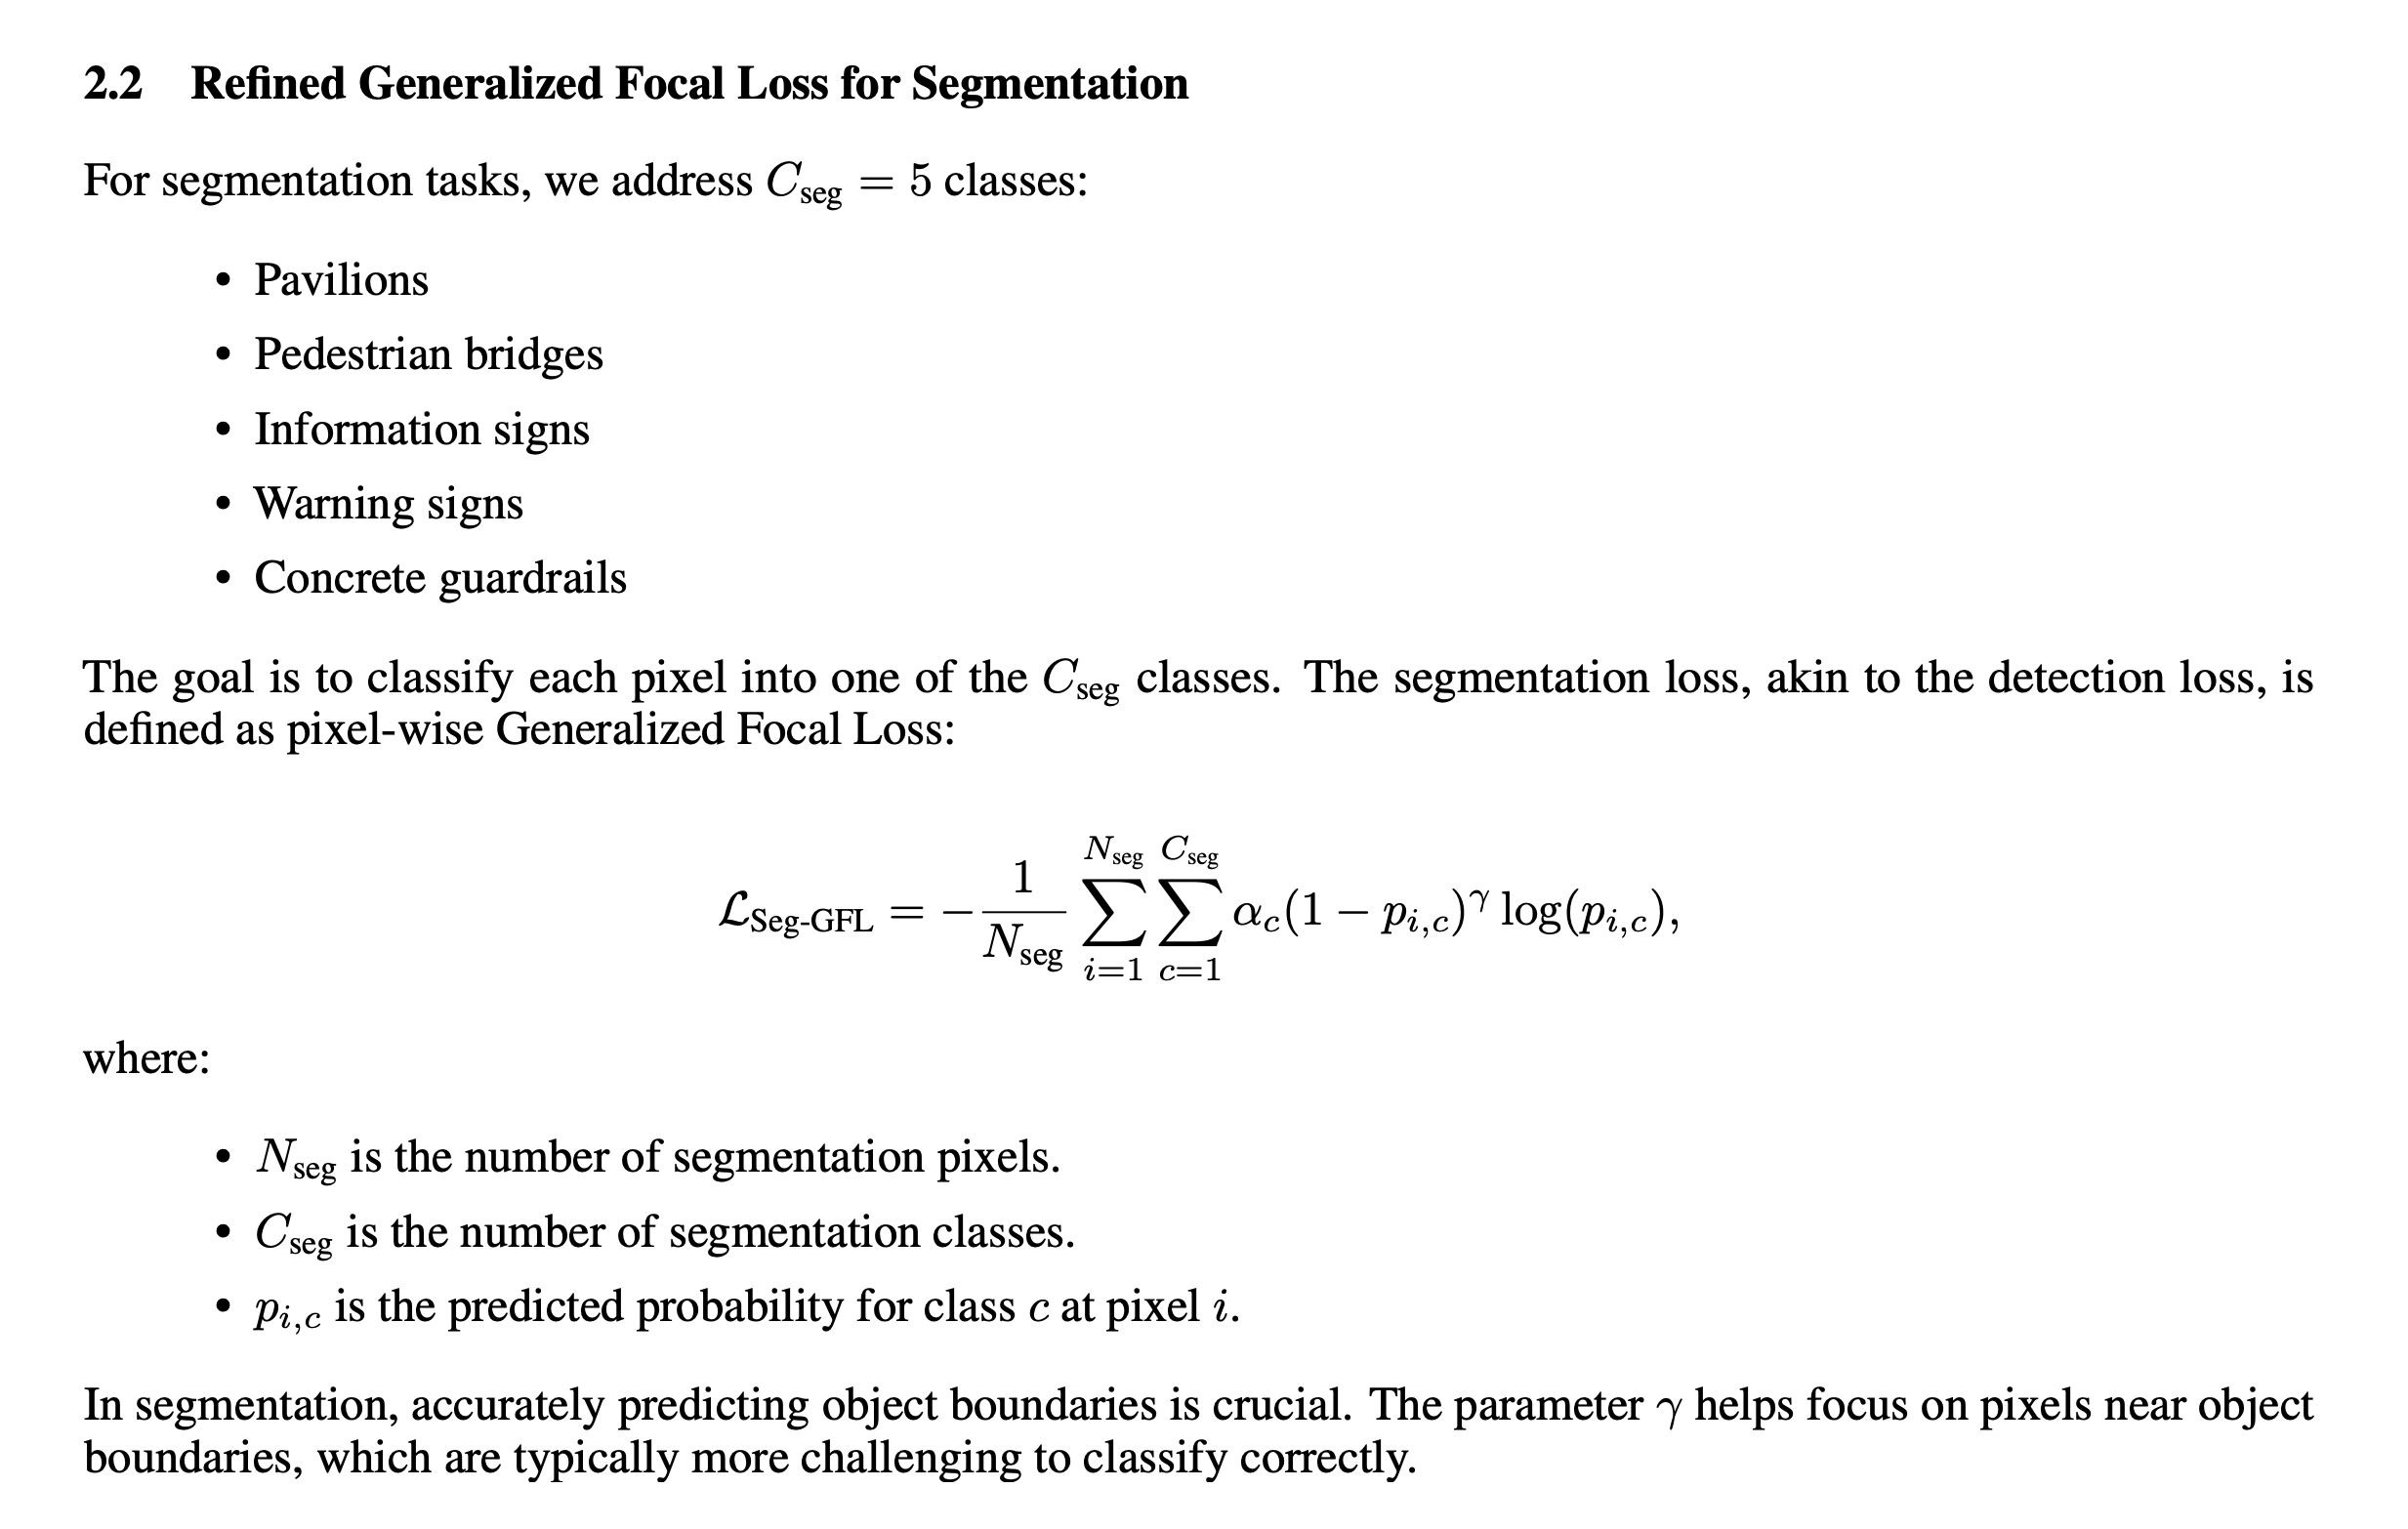 2.2 Refined Generalized Focal Loss for Segmentation
For segmentation tasks, we address $C_{\text{seg}} = 5$ classes:
• Pavilions
• Pedestrian bridges
• Information signs
• Warning signs
• Concrete guardrails
The goal is to classify each pixel into one of the $C_{\text{seg}}$ classes. The segmentation loss, akin to the detection loss, is
defined as pixel-wise Generalized Focal Loss:
$\mathcal{L}_{\text{Seg-GFL}} = -\frac{1}{N_{\text{seg}}} \sum_{i=1}^{N_{\text{seg}}} \sum_{c=1}^{C_{\text{seg}}} \alpha_c (1 - p_{i,c})^{\gamma} \log(p_{i,c}),$
where:
• $N_{\text{seg}}$ is the number of segmentation pixels.
• $C_{\text{seg}}$ is the number of segmentation classes.
• $p_{i,c}$ is the predicted probability for class $c$ at pixel $i$.
In segmentation, accurately predicting object boundaries is crucial. The parameter $\gamma$ helps focus on pixels near object
boundaries, which are typically more challenging to classify correctly.